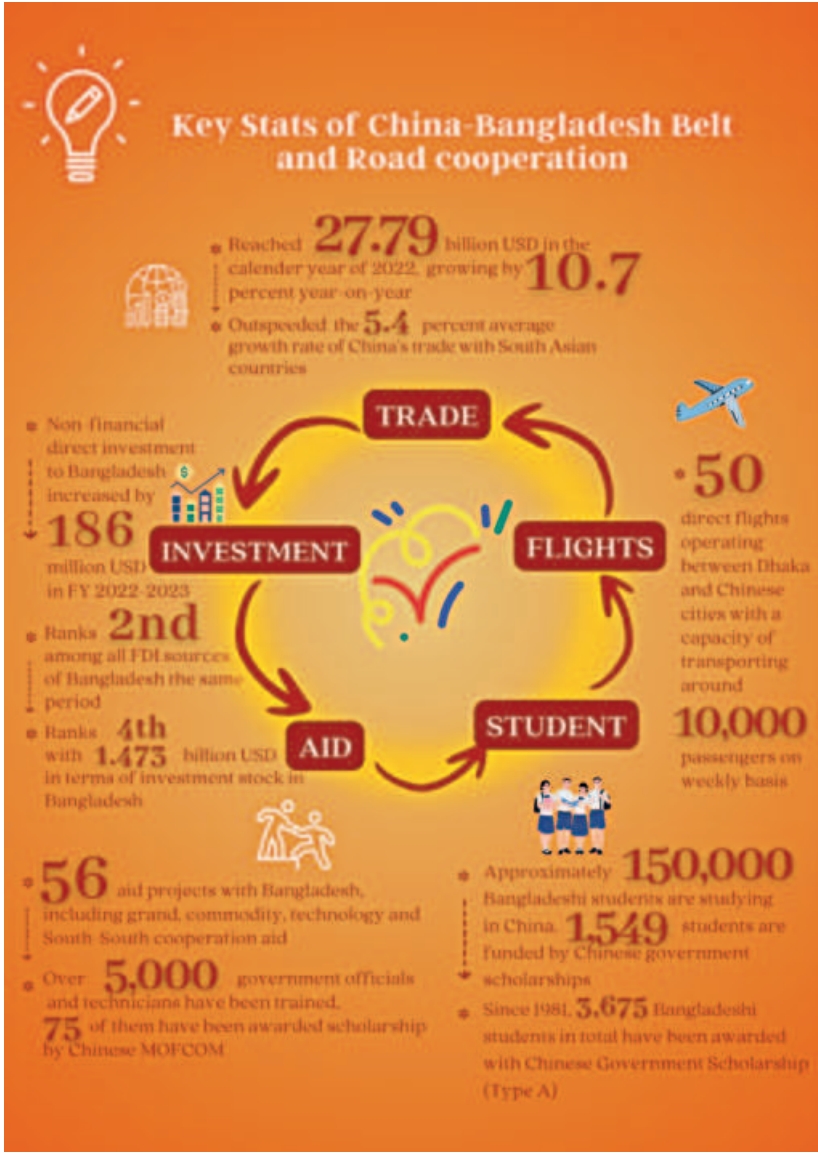 Key Stats of China-Bangladesh Belt
and Road cooperation
Reached 27.79 billion USD in the
calender year of 2022, growing by 10.7
percent year-on-year
Outspeeded the 5.4 percent average
growth rate of China's trade with South Asian
countries
TRADE
Non-financial
direct investment
to Bangladesh
increased by
186
million USD
in FY 2022-2023
Ranks 2nd
among all FDI sources
of Bangladesh the same
period
Ranks 4th
with 1.473 billion USD
in terms of investment stock in
Bangladesh
$
INVESTMENT
FLIGHTS
50
direct flights
operating
between Dhaka
and Chinese
cities with a
capacity of
transporting
around
10,000
passengers on
weekly basis
AID
STUDENT
56 aid projects with Bangladesh,
including grand, commodity, technology and
South-South cooperation aid
Over 5,000 government officials
and technicians have been trained,
75 of them have been awarded scholarship
by Chinese MOFCOM
Approximately 150,000
Bangladeshi students are studying
in China. 1,549 students are
funded by Chinese government
scholarships
Since 1981, 3,675 Bangladeshi
students in total have been awarded
with Chinese Government Scholarship
(Type A)